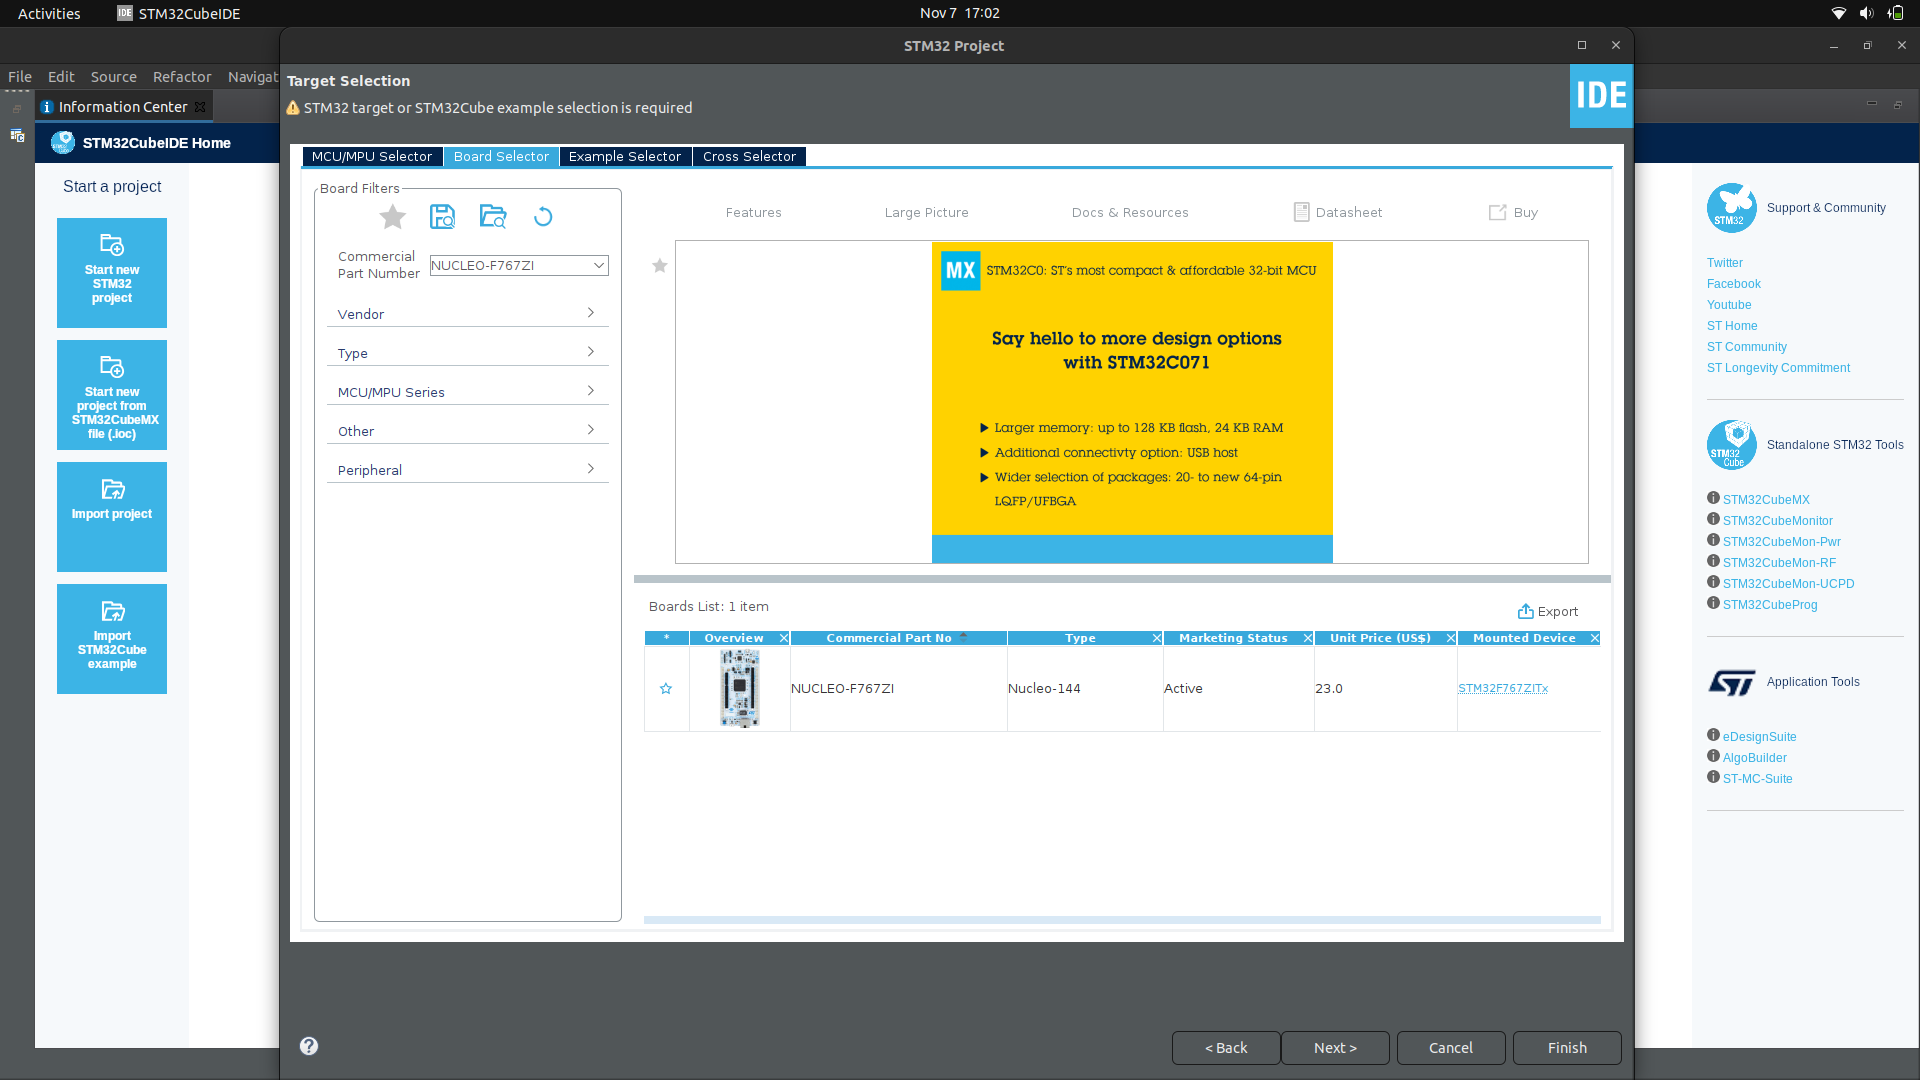 Activities
IDE STM32CubeIDE
Nov 7 17:02
STM32 Project
File Edit Source Refactor Navigat
Target Selection
STM32 target or STM32Cube example selection is required
IDE
Information Center
STM32CubeIDE Home
MCU/MPU Selector
Board Selector
Example Selector
Cross Selector
Start a project
Start new
STM32
project
Start new
project from
STM32CubeMX
file (.ioc)
Import project
Import
STM32Cube
example
Board Filters
Commercial
Part Number
NUCLEO-F767ZI
Vendor
Type
MCU/MPU Series
Other
Peripheral
Features
Large Picture
Docs & Resources
Datasheet
Buy
MX STM32C0: ST's most compact & affordable 32-bit MCU
Say hello to more design options
with STM32C071
Larger memory: up to 128 KB flash, 24 KB RAM
Additional connectivty option: USB host
Wider selection of packages: 20- to new 64-pin
LQFP/UFBGA
Boards List: 1 item
Export
* Overview Commercial Part No Type Marketing Status Unit Price (US$) Mounted Device
NUCLEO-F767ZI Nucleo-144 Active 23.0 STM32F767ZITx
< Back
Next >
Cancel
Finish
STM32
Support & Community
Twitter
Facebook
Youtube
ST Home
ST Community
ST Longevity Commitment
STM32
Cube
Standalone STM32 Tools
STM32CubeMX
STM32CubeMonitor
STM32CubeMon-Pwr
STM32CubeMon-RF
STM32CubeMon-UCPD
STM32CubeProg
ST
Application Tools
eDesignSuite
AlgoBuilder
ST-MC-Suite